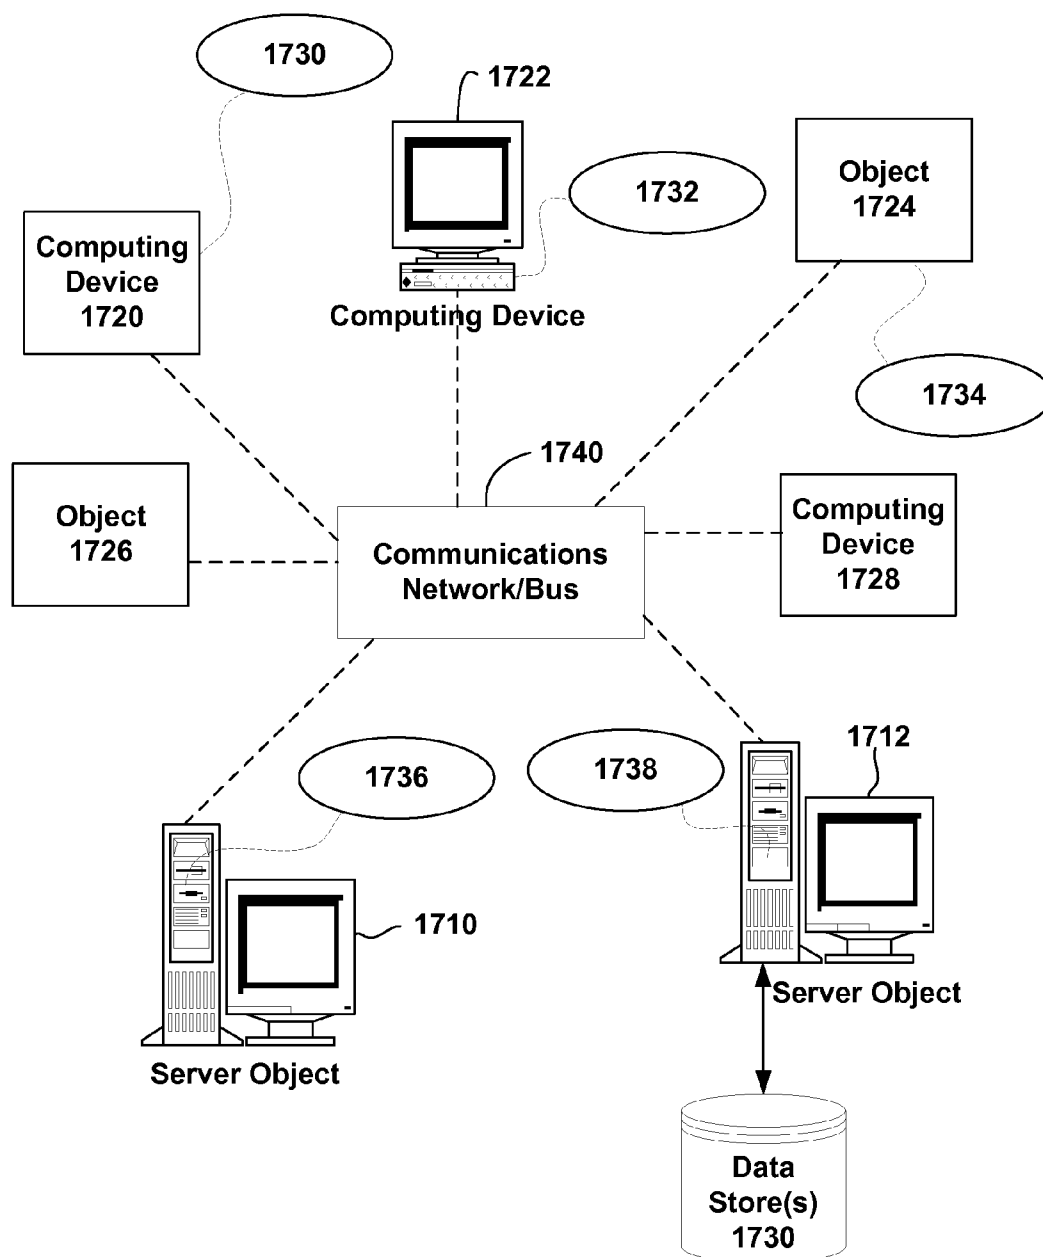 1730
1722
1732
Object
1724
Computing
Device
1720
Computing Device
1734
1740
Object
1726
Communications
Network/Bus
Computing
Device
1728
1736
1738
1712
1710
Server Object
Server Object
Data
Store(s)
1730